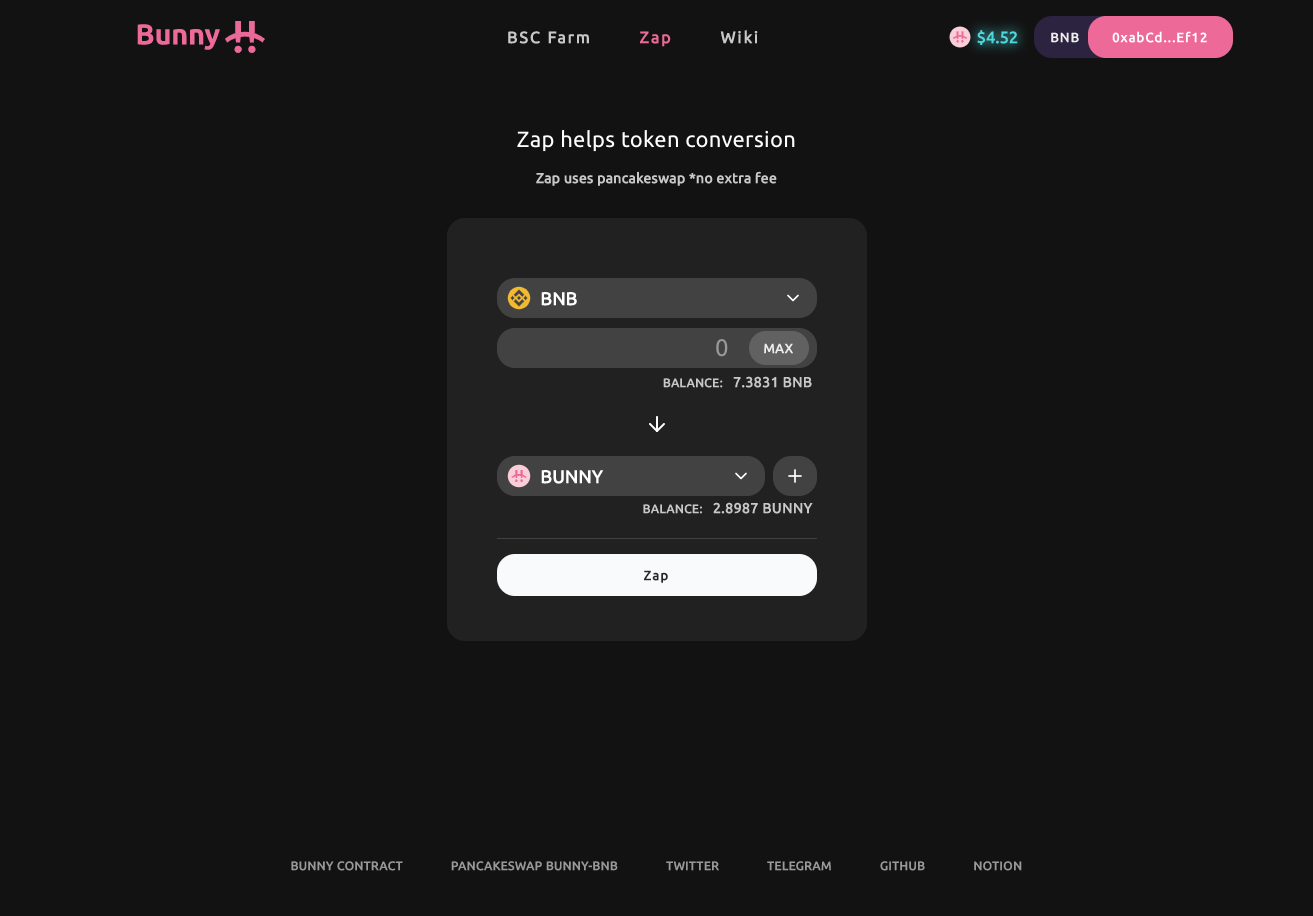 Bunny
BSC Farm Zap Wiki
$4.52
BNB 0xabCd...Ef12
Zap helps token conversion
Zap uses pancakeswap *no extra fee
BNB
0 MAX
BALANCE: 7.3831 BNB
BUNNY
BALANCE: 2.8987 BUNNY
Zap
BUNNY CONTRACT PANCAKESWAP BUNNY-BNB TWITTER TELEGRAM GITHUB NOTION